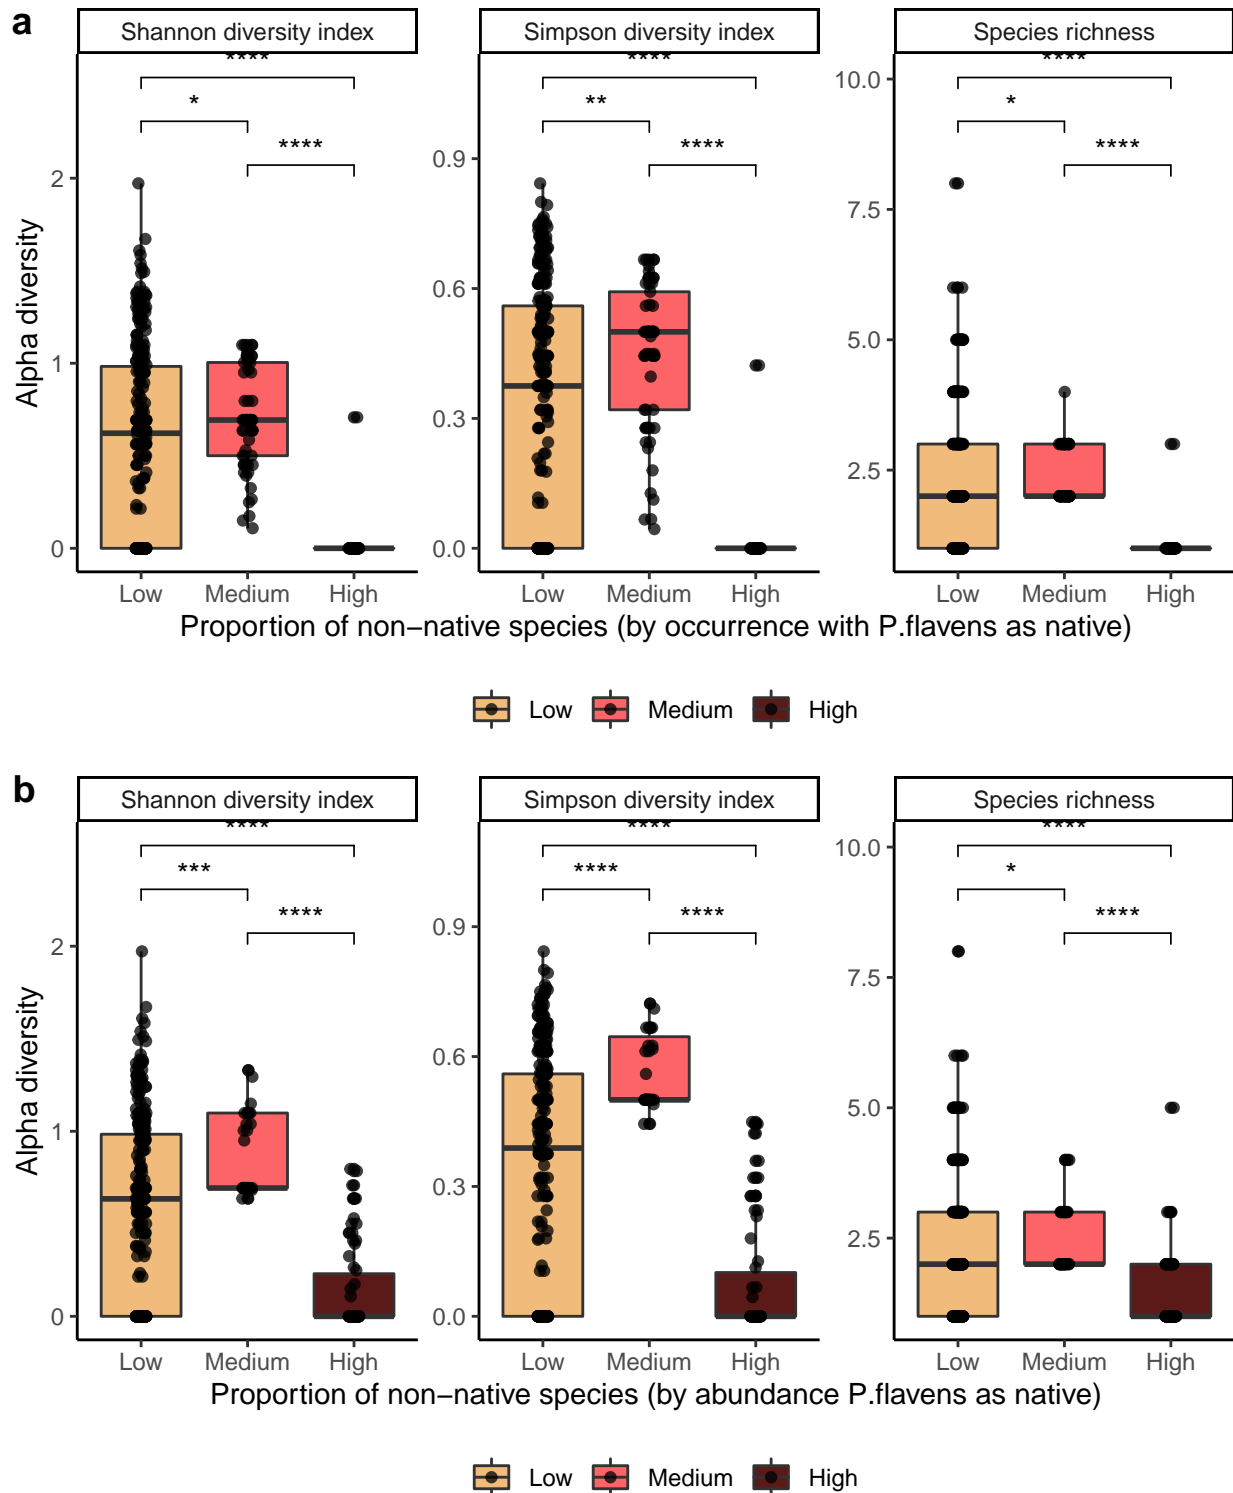 a
Shannon diversity index
Simpson diversity index
Species richness
****
*
****
****
**
****
****
*
****
Alpha diversity
2
1
0
0.9
0.6
0.3
0.0
10.0
7.5
5.0
2.5
Low Medium High
Low Medium High
Low Medium High
Proportion of non−native species (by occurrence with P.flavens as native)
Low Medium High
b
Shannon diversity index
Simpson diversity index
Species richness
****
***
****
****
****
****
****
*
****
Alpha diversity
2
1
0
0.9
0.6
0.3
0.0
10.0
7.5
5.0
2.5
Low Medium High
Low Medium High
Low Medium High
Proportion of non−native species (by abundance P.flavens as native)
Low Medium High